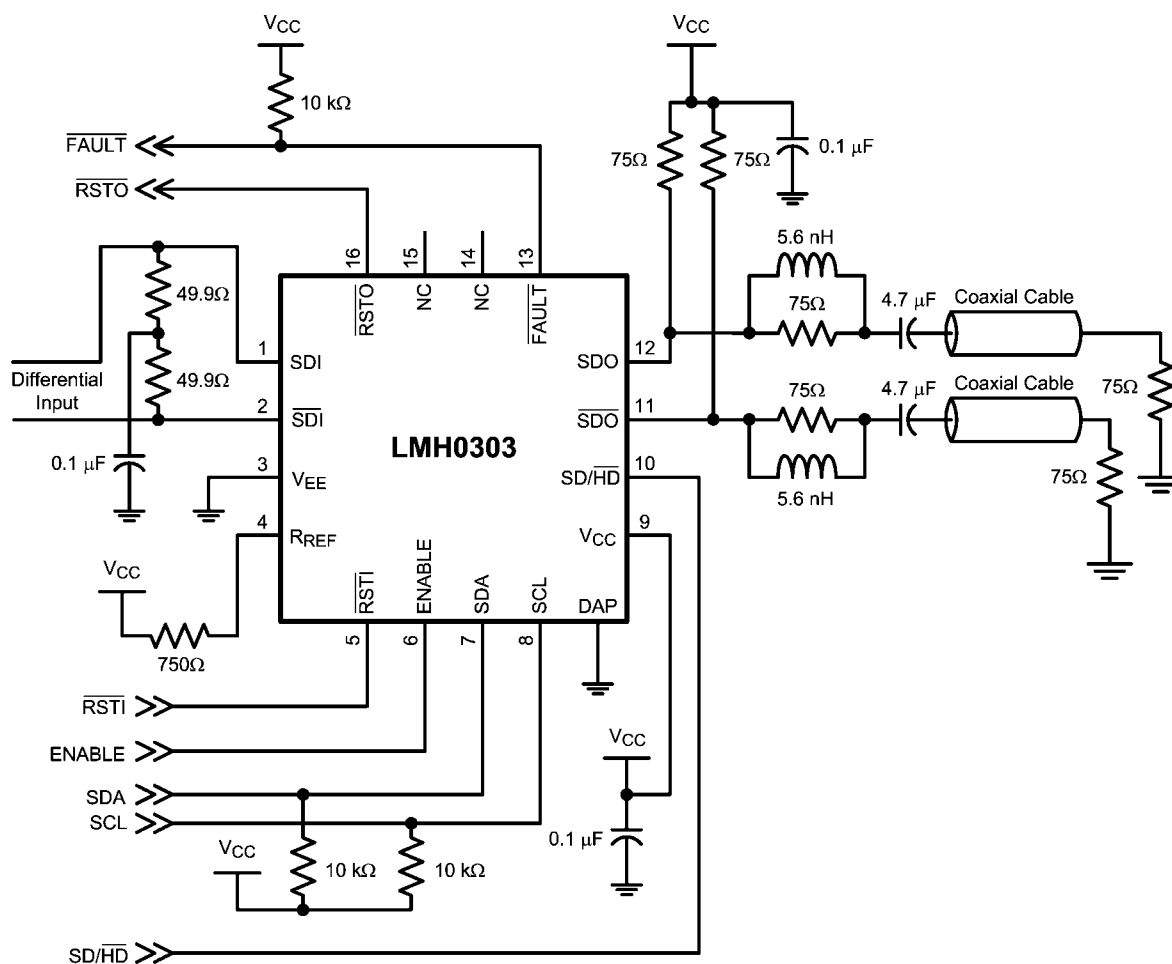 VCC
VCC
10 kΩ
FAULT
75Ω
75Ω
0.1 µF
RSTO
16
15
14
13
RSTO
NC
NC
FAULT
5.6 nH
49.9Ω
75Ω
4.7 µF
Coaxial Cable
1
SDI
SDO
12
Differential
Input
49.9Ω
75Ω
75Ω
4.7 µF
Coaxial Cable
2
SDI
SDO
11
LMH0303
0.1 µF
3
VEE
SD/HD
10
5.6 nH
75Ω
4
RREF
VCC
9
VCC
RSTI
ENABLE
SDA
SCL
DAP
750Ω
5
6
7
8
RSTI
ENABLE
VCC
SDA
SCL
0.1 µF
VCC
10 kΩ
10 kΩ
SD/HD